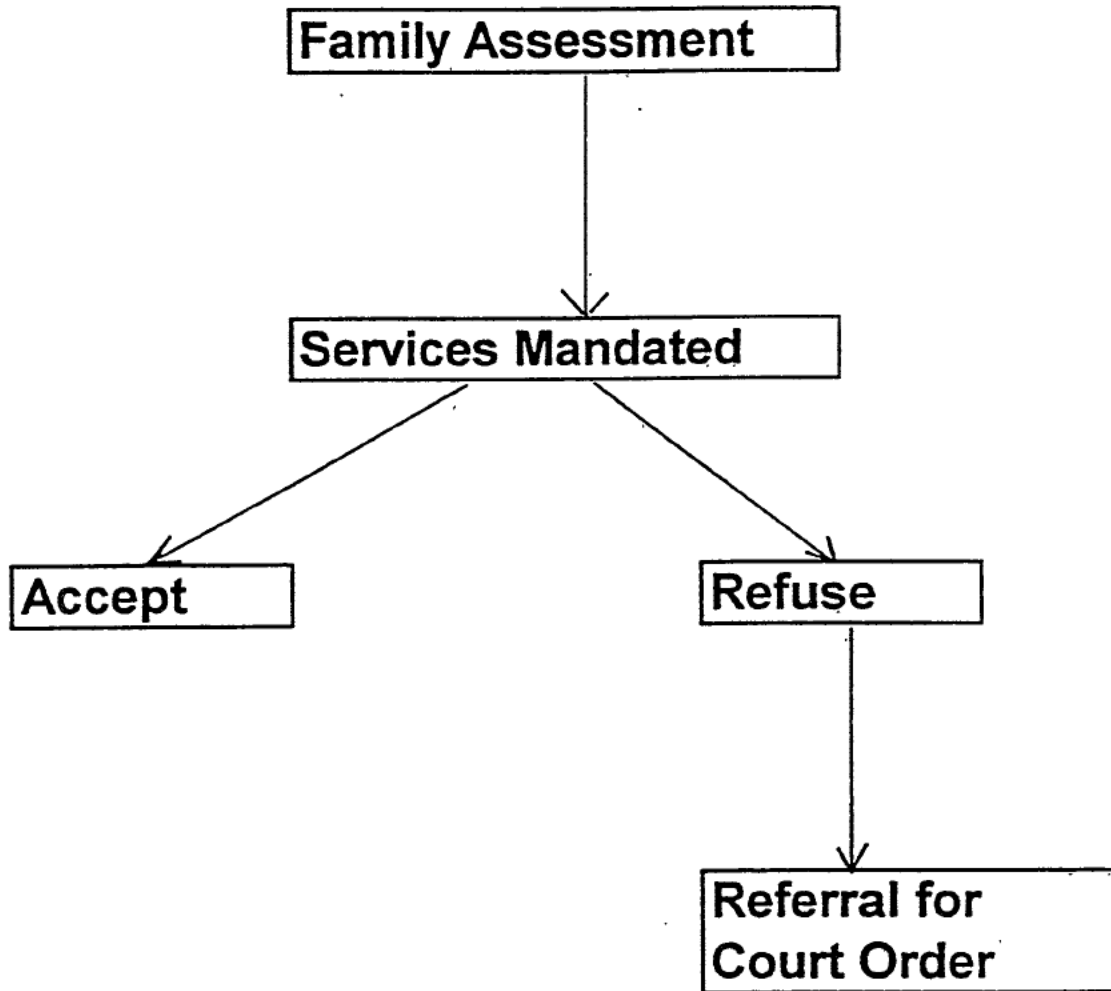 Family Assessment
Services Mandated
Accept
Refuse
Referral for
Court Order